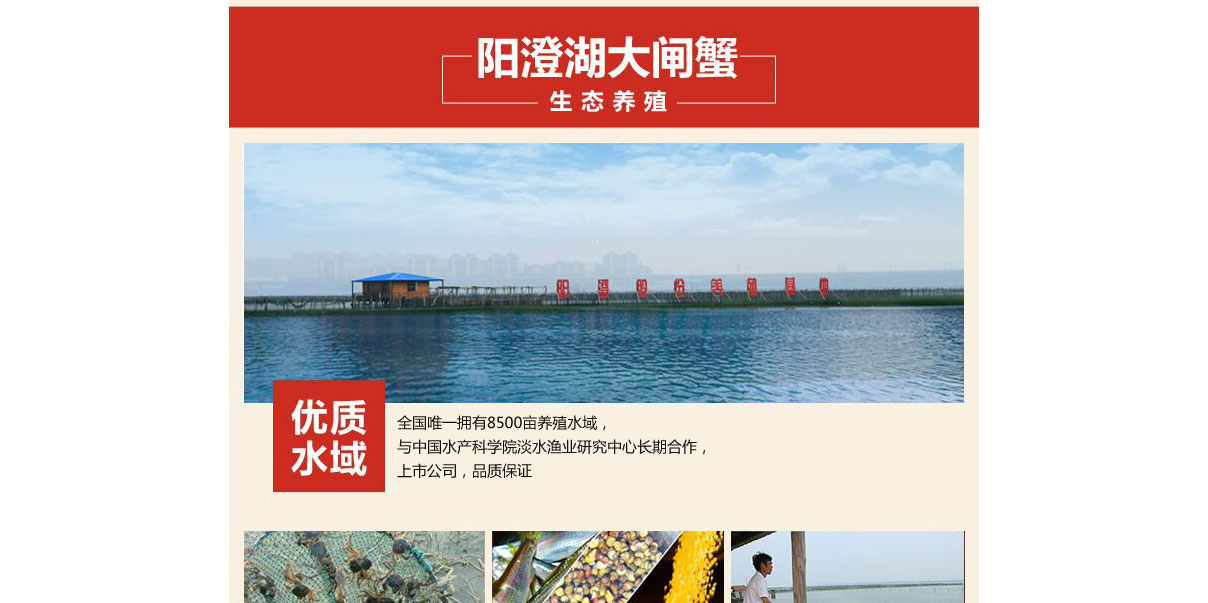 阳澄湖大闸蟹
生态养殖
优质
水域
全国唯一拥有8500亩养殖水域，
与中国水产科学院淡水渔业研究中心长期合作，
上市公司，品质保证